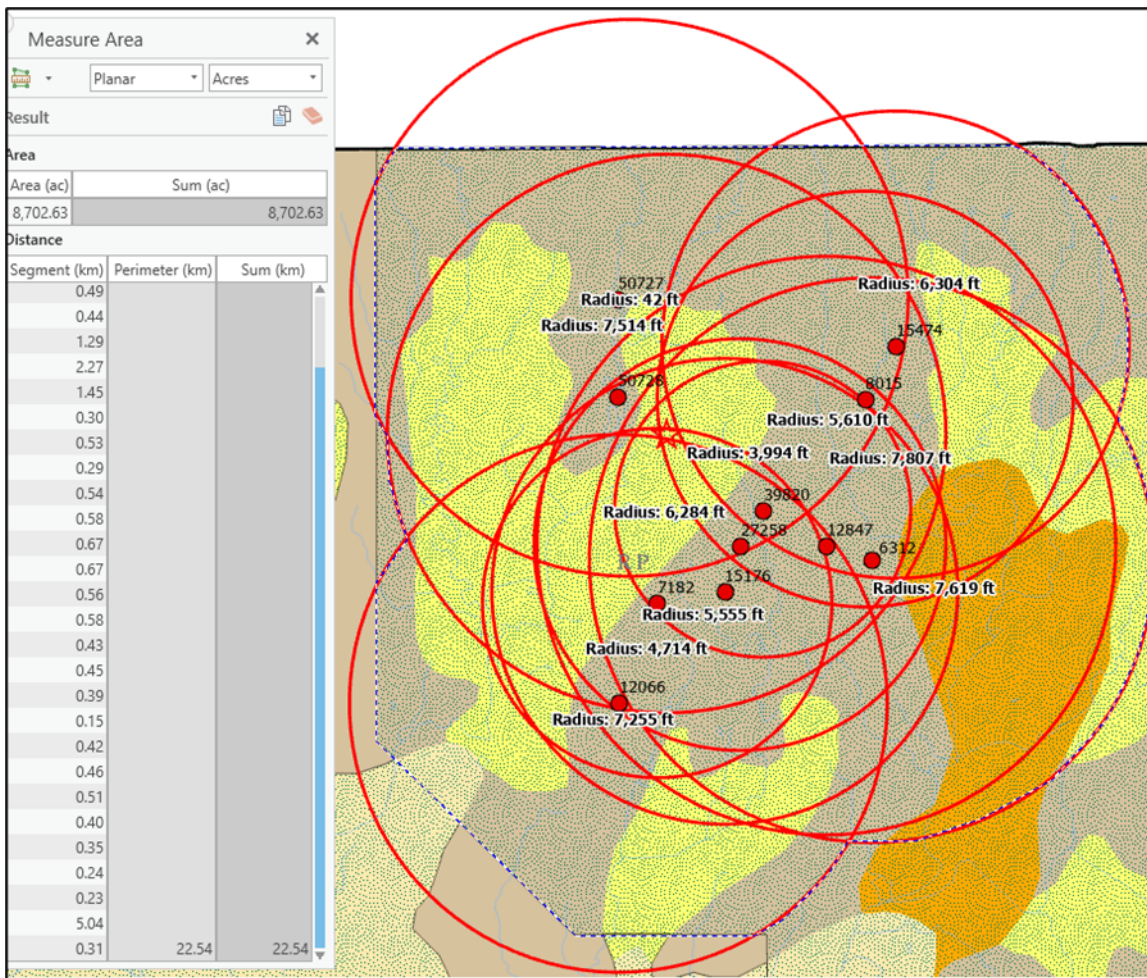 Measure Area
Planar Acres
Result
Area
Area (ac) Sum (ac)
8,702.63 8,702.63
Distance
Segment (km) Perimeter (km) Sum (km)
0.49
0.44
1.29
2.27
1.45
0.30
0.53
0.29
0.54
0.58
0.67
0.67
0.56
0.58
0.43
0.45
0.39
0.15
0.42
0.46
0.51
0.40
0.35
0.24
0.23
5.04
0.31 22.54 22.54
50727
Radius: 42 ft
Radius: 7,514 ft
Radius: 6,304 ft
15474
50728
8015
Radius: 5,610 ft
Radius: 3,994 ft
Radius: 7,807 ft
39820
Radius: 6,284 ft
27258
12847
6312
R P
7182
15176
Radius: 7,619 ft
Radius: 5,555 ft
Radius: 4,714 ft
12066
Radius: 7,255 ft